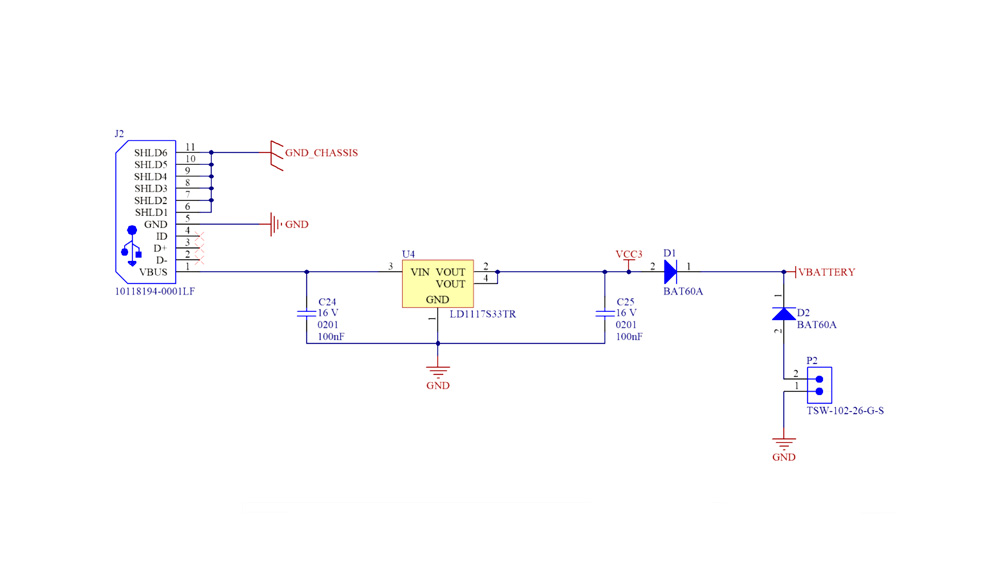 J2
SHLD6 11
SHLD5 10
SHLD4 9
SHLD3 8
SHLD2 7
SHLD1 6
GND 5
ID 4
D+ 3
D- 2
VBUS 1
10118194-0001LF
GND_CHASSIS
GND
C24
16 V
0201
100nF
U4
3 VIN VOUT 2
VOUT 4
GND
1
LD1117S33TR
GND
C25
16 V
0201
100nF
VCC3
D1
2 1
BAT60A
VBATTERY
1
D2
BAT60A
2
P2
2
1
TSW-102-26-G-S
GND